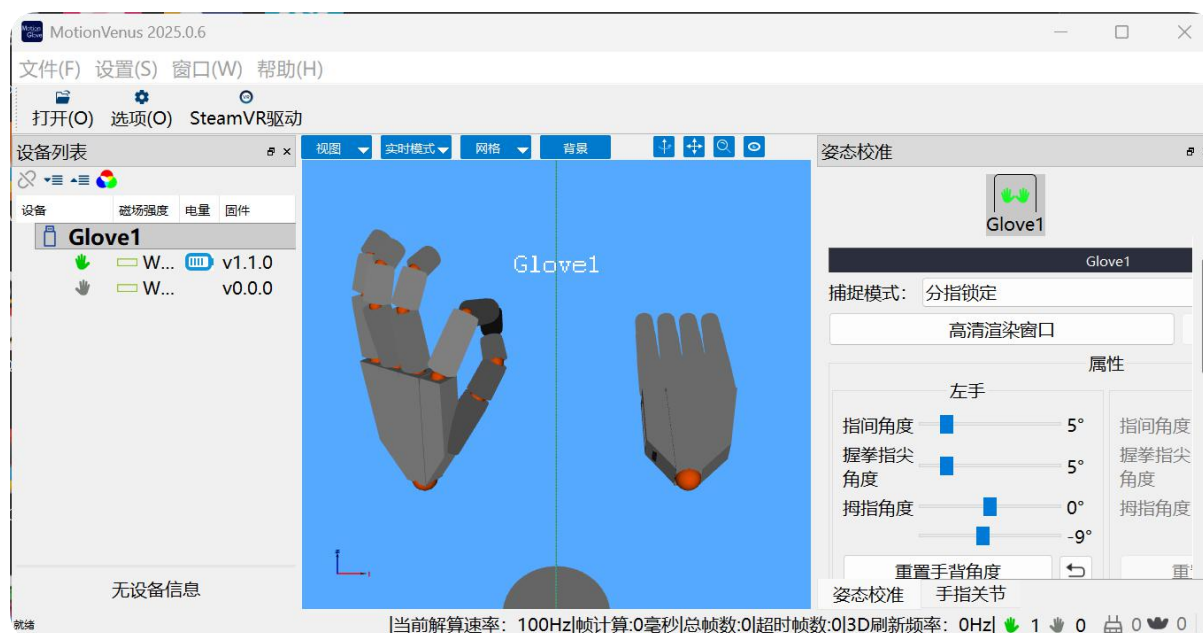 Motion Glove MotionVenus 2025.0.6
文件(F) 设置(S) 窗口(W) 帮助(H)
打开(O) 选项(O) SteamVR驱动
设备列表
视图 实时模式 网格 背景
姿态校准
设备 磁场强度 电量 固件
Glove1
W... v1.1.0
W... v0.0.0
Glove1
Glove1
Glove1
捕捉模式： 分指锁定
高清渲染窗口
属性
左手
指间角度 5° 指间角度
握拳指尖 握拳指尖
角度 5° 角度
拇指角度 0° 拇指角度
-9°
重置手背角度 重
无设备信息
姿态校准 手指关节
就绪 |当前解算速率：100Hz|帧计算:0毫秒|总帧数:0|超时帧数:0|3D刷新频率：0Hz| 1 0 0 0